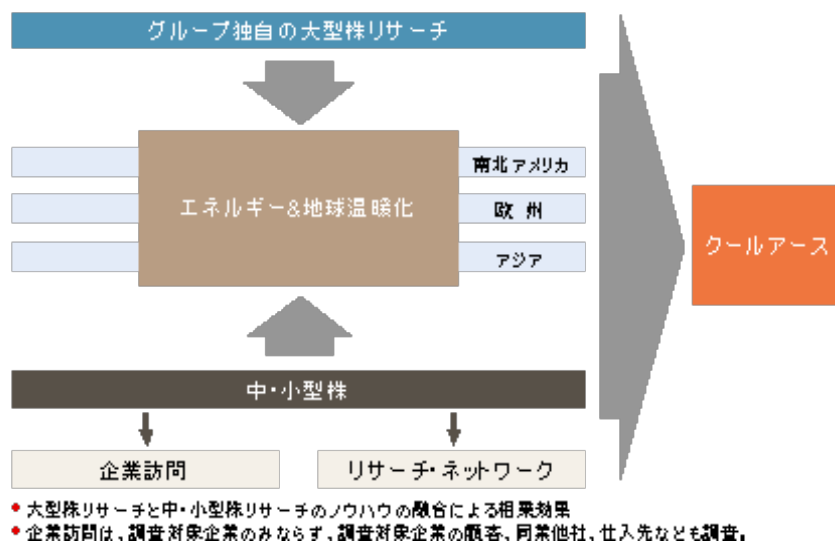 グループ独自の大型株リサーチ
エネルギー&地球温暖化
南北アメリカ
欧 州
アジア
クールアース
中・小型株
企業訪問
リサーチ・ネットワーク
• 大型株リサーチと中・小型株リサーチのノウハウの融合による相乗効果
• 企業訪問は、調査対象企業のみならず、調査対象企業の顧客、同業他社、仕入先なども調査。